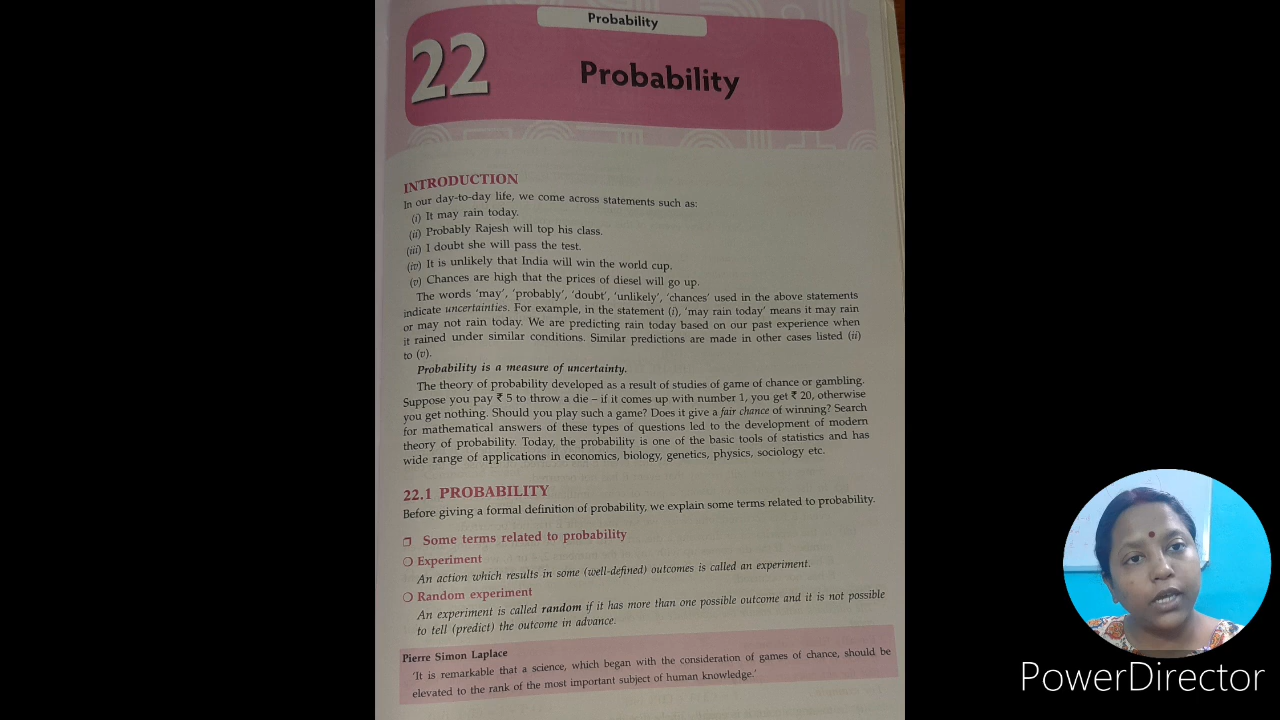 Probability
22
Probability
INTRODUCTION
In our day-to-day life, we come across statements such as:
(i) It may rain today.
(ii) Probably Rajesh will top his class.
(iii) I doubt she will pass the test.
(iv) It is unlikely that India will win the world cup.
(v) Chances are high that the prices of diesel will go up.
The words 'may', 'probably', 'doubt', 'unlikely', 'chances' used in the above statements
indicate uncertainties. For example, in the statement (i), 'may rain today' means it may rain
or may not rain today. We are predicting rain today based on our past experience when
it rained under similar conditions. Similar predictions are made in other cases listed (ii)
to (v).
Probability is a measure of uncertainty.
The theory of probability developed as a result of studies of game of chance or gambling.
Suppose you pay ₹ 5 to throw a die – if it comes up with number 1, you get ₹ 20, otherwise
you get nothing. Should you play such a game? Does it give a fair chance of winning? Search
for mathematical answers of these types of questions led to the development of modern
theory of probability. Today, the probability is one of the basic tools of statistics and has
wide range of applications in economics, biology, genetics, physics, sociology etc.
22.1 PROBABILITY
Before giving a formal definition of probability, we explain some terms related to probability.
❒ Some terms related to probability
❍ Experiment
An action which results in some (well-defined) outcomes is called an experiment.
❍ Random experiment
An experiment is called random if it has more than one possible outcome and it is not possible
to tell (predict) the outcome in advance.
Pierre Simon Laplace
'It is remarkable that a science, which began with the consideration of games of chance, should be
elevated to the rank of the most important subject of human knowledge.'
PowerDirector